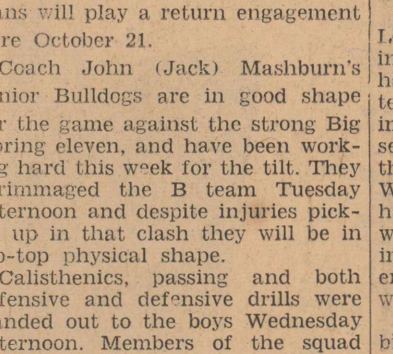 ns will play a return engagement
re October 21.
Coach John (Jack) Mashburn's
nior Bulldogs are in good shape
r the game against the strong Big
pring eleven, and have been work-
g hard this week for the tilt. They
rimmaged the B team Tuesday
ternoon and despite injuries pick-
up in that clash they will be in
p-top physical shape.
Calisthenics, passing and both
fensive and defensive drills were
anded out to the boys Wednesday
ternoon. Members of the squad